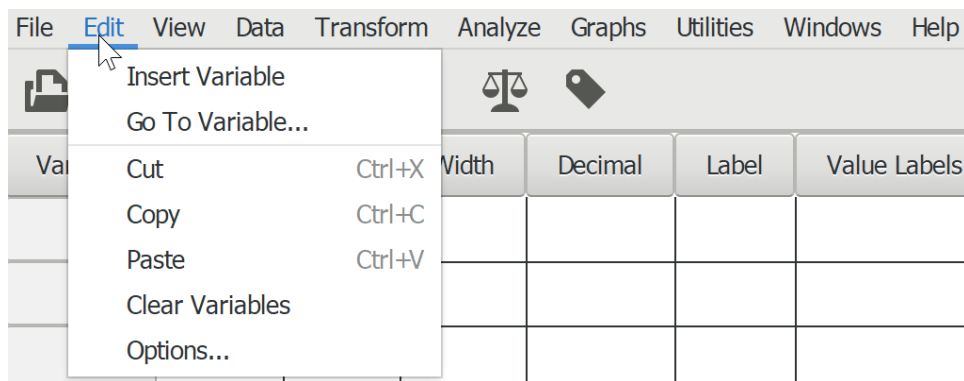 File Edit View Data Transform Analyze Graphs Utilities Windows Help
Insert Variable
Go To Variable...
Cut Ctrl+X
Copy Ctrl+C
Paste Ctrl+V
Clear Variables
Options...
Width Decimal Label Value Labels